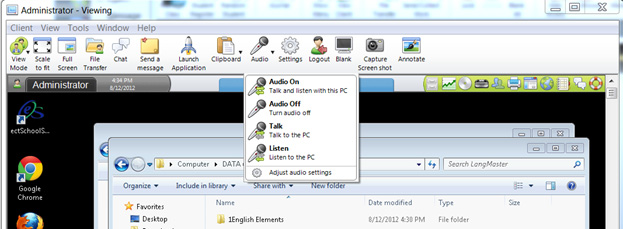 Administrator - Viewing
Client View Tools Window Help
View Mode Scale to fit Full Screen File Transfer Chat Send a message Launch Application Clipboard Audio Settings Logout Blank Capture Screen shot Annotate
Administrator 4:34 PM 8/12/2012
Audio On
Talk and listen with this PC
Audio Off
Turn audio off
Talk
Talk to the PC
Listen
Listen to the PC
Adjust audio settings
ectSchoolS...
Google Chrome
Computer DATA
Search LangMaster
Organize Include in library Share with New folder
Favorites
Name
Date modified Type Size
Desktop
1English Elements 8/12/2012 4:38 PM File folder